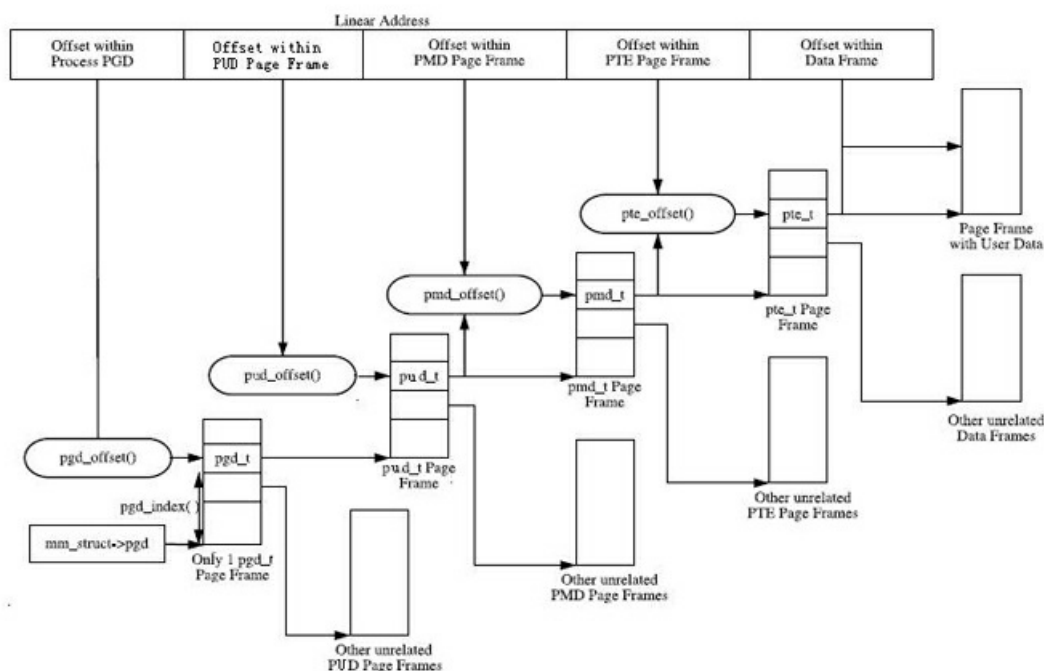 Linear Address
Offset within
Process PGD
Offset within
PUD Page Frame
Offset within
PMD Page Frame
Offset within
PTE Page Frame
Offset within
Data Frame
pte_offset()
pte_t
Page Frame
with User Data
pmd_offset()
pmd_t
pte_t Page
Frame
pud_offset()
pud_t
pmd_t Page
Frame
Other unrelated
Data Frames
pgd_offset()
pgd_t
pud_t Page
Frame
pgd_index( )
Other unrelated
PTE Page Frames
mm_struct->pgd
Only 1 pgd_t
Page Frame
Other unrelated
PMD Page Frames
Other unrelated
PUD Page Frames